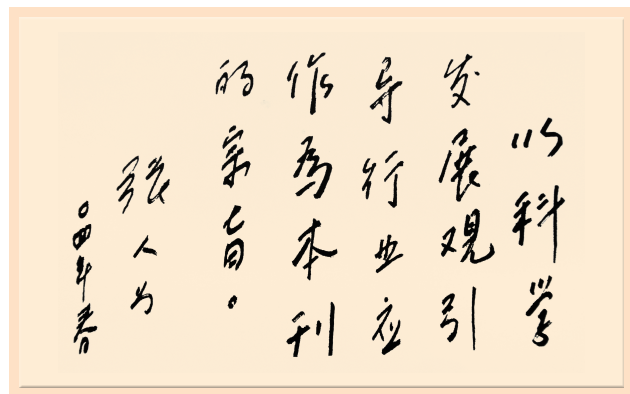 以科学
发展观引
导行业应
作为本刊
的宗旨。
张人为
〇四年春